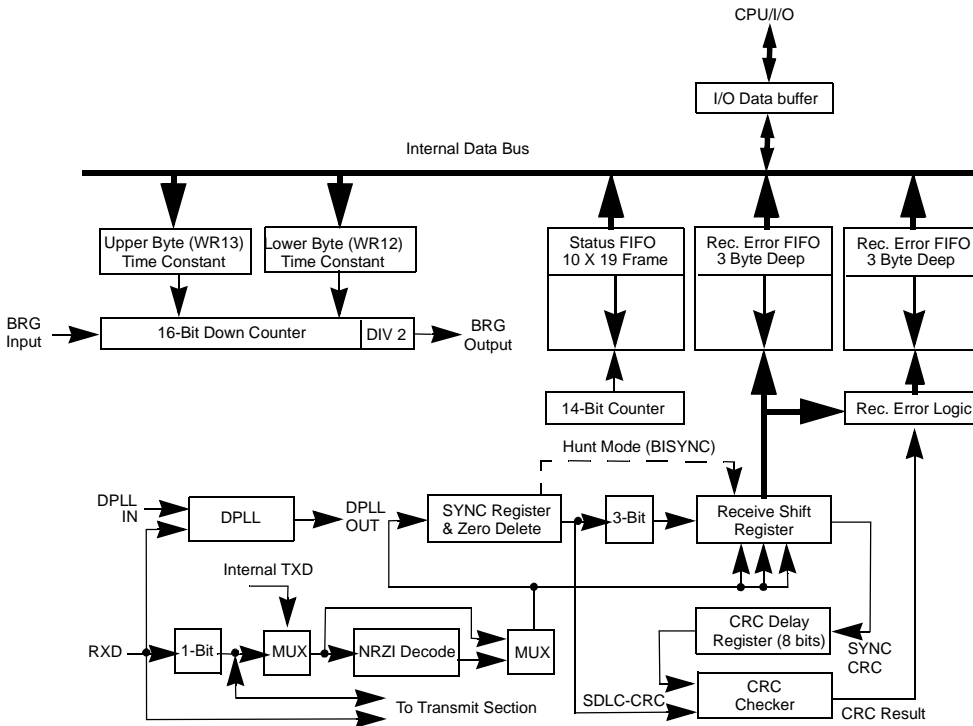 CPU/I/O
I/O Data buffer
Internal Data Bus
Upper Byte (WR13)
Time Constant
Lower Byte (WR12)
Time Constant
Status FIFO
10 X 19 Frame
Rec. Error FIFO
3 Byte Deep
Rec. Error FIFO
3 Byte Deep
BRG
Input
16-Bit Down Counter
DIV 2
BRG
Output
14-Bit Counter
Rec. Error Logic
Hunt Mode (BISYNC)
DPLL
IN
DPLL
DPLL
OUT
SYNC Register
& Zero Delete
3-Bit
Receive Shift
Register
Internal TXD
RXD
1-Bit
MUX
NRZI Decode
MUX
CRC Delay
Register (8 bits)
SYNC
CRC
To Transmit Section
SDLC-CRC
CRC
Checker
CRC Result